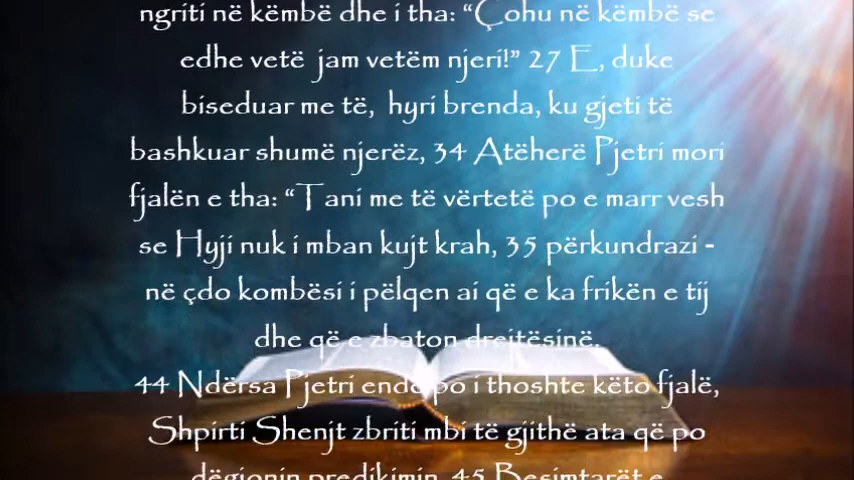 ngriti në këmbë dhe i tha: “Çohu në këmbë se
edhe vetë jam vetëm njeri!” 27 E, duke
biseduar me të, hyri brenda, ku gjeti të
bashkuar shumë njerëz, 34 Atëherë Pjetri mori
fjalën e tha: “Tani me të vërtetë po e marr vesh
se Hyji nuk i mban kujt krah, 35 përkundrazi -
në çdo kombësi i pëlqen ai që e ka frikën e tij
dhe që e zbaton drejtësinë.
44 Ndërsa Pjetri ende po i thoshte këto fjalë,
Shpirti Shenjt zbriti mbi të gjithë ata që po
dëgjonin predikimin. 45 Besimtarët e